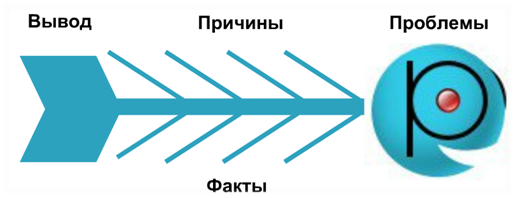 Вывод
Причины
Проблемы
Факты